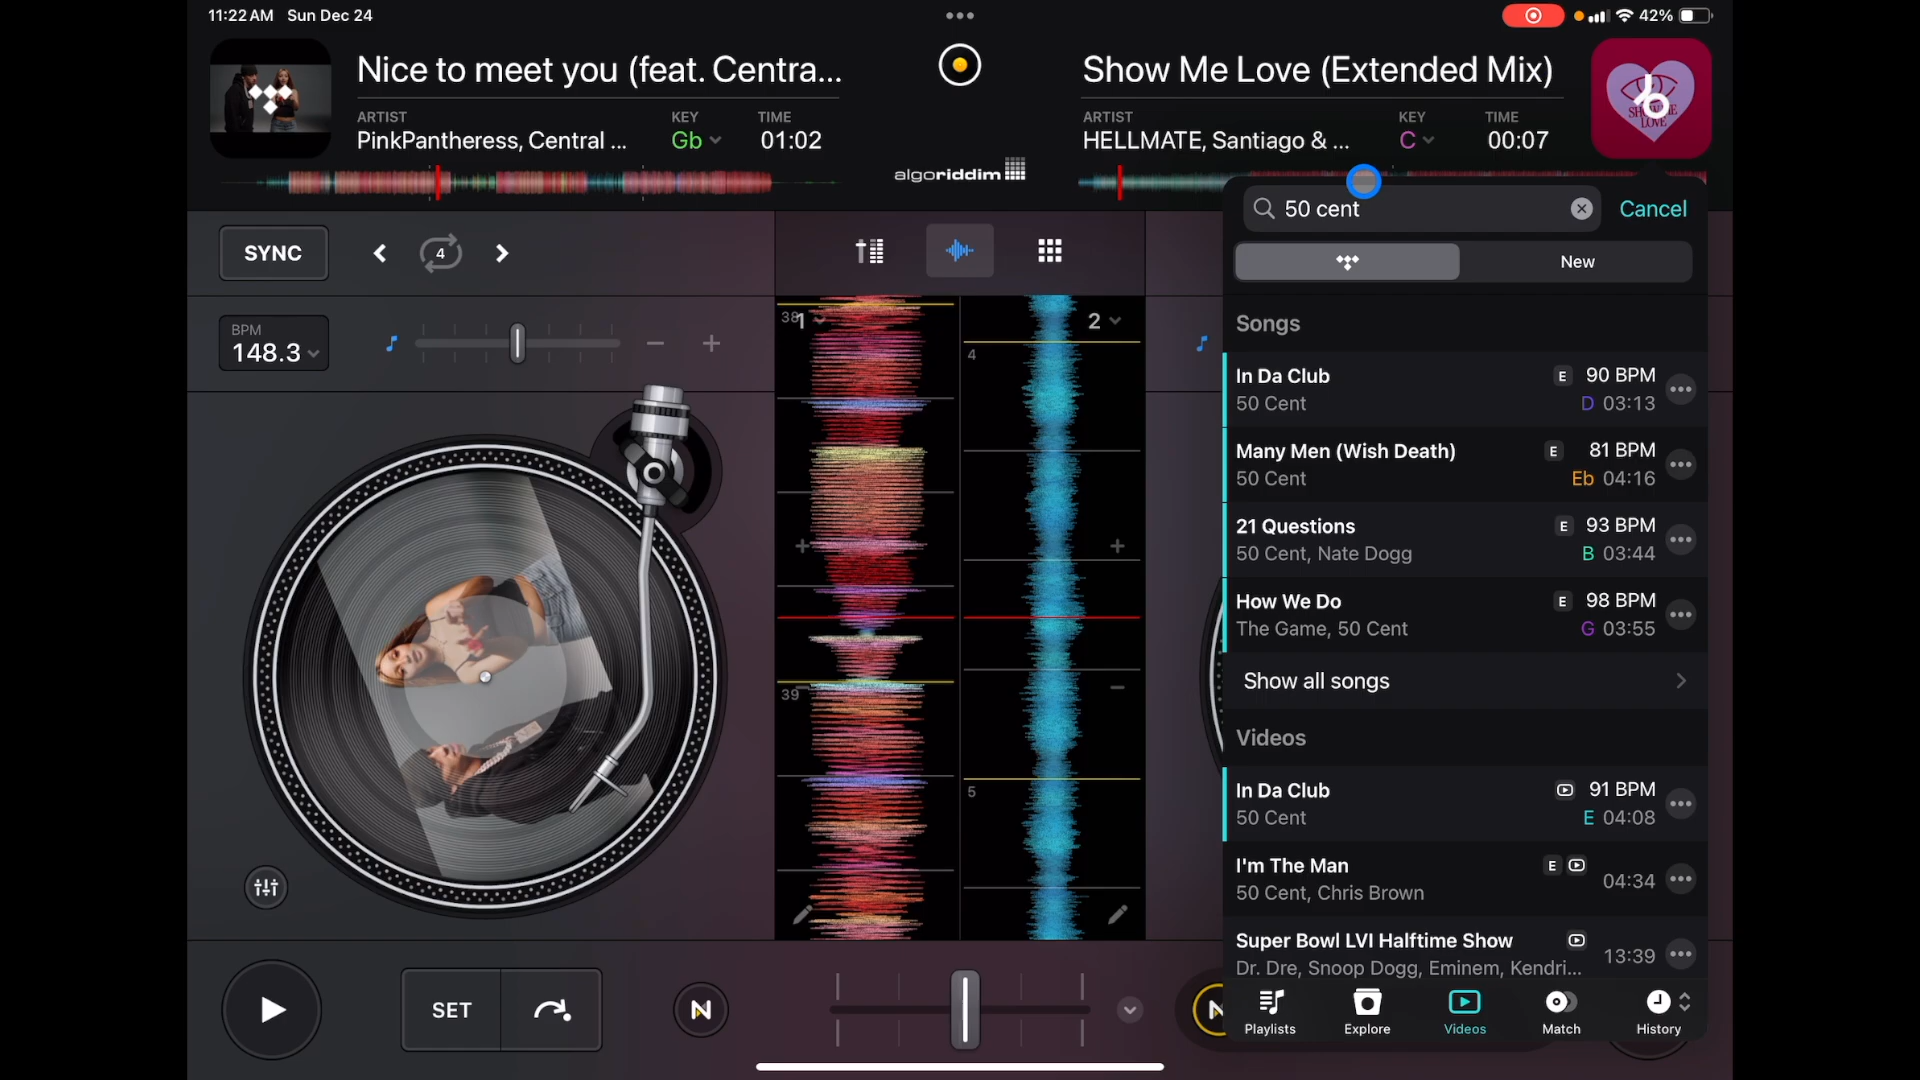 11:22 AM Sun Dec 24
42%
Nice to meet you (feat. Centra...
ARTIST
PinkPantheress, Central ...
KEY
Gb
TIME
01:02
algoriddim
Show Me Love (Extended Mix)
ARTIST
HELLMATE, Santiago & ...
KEY
C
TIME
00:07
SHOW ME
LOVE
SYNC
4
BPM
148.3
38
1
39
2
4
5
50 cent
Cancel
New
Songs
In Da Club
E 90 BPM
50 Cent
D 03:13
Many Men (Wish Death)
E 81 BPM
50 Cent
Eb 04:16
21 Questions
E 93 BPM
50 Cent, Nate Dogg
B 03:44
How We Do
E 98 BPM
The Game, 50 Cent
G 03:55
Show all songs
Videos
In Da Club
91 BPM
50 Cent
E 04:08
I'm The Man
E
50 Cent, Chris Brown
04:34
Super Bowl LVI Halftime Show
Dr. Dre, Snoop Dogg, Eminem, Kendri...
13:39
SET
N
N
Playlists
Explore
Videos
Match
History